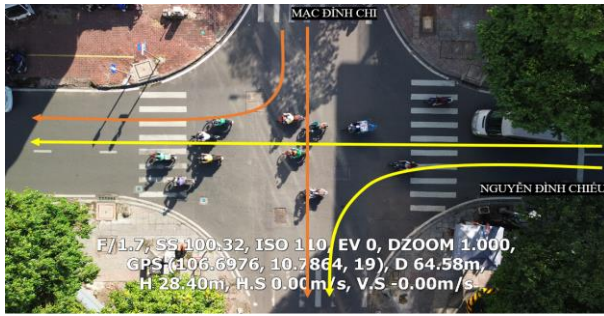 MẠC ĐĨNH CHI
NGUYỄN ĐÌNH CHIỂU
F/1.7, SS 100.32, ISO 110, EV 0, DZOOM 1.000,
GPS (106.6976, 10.7864, 19), D 64.58m,
H 28.40m, H.S 0.00m/s, V.S -0.00m/s